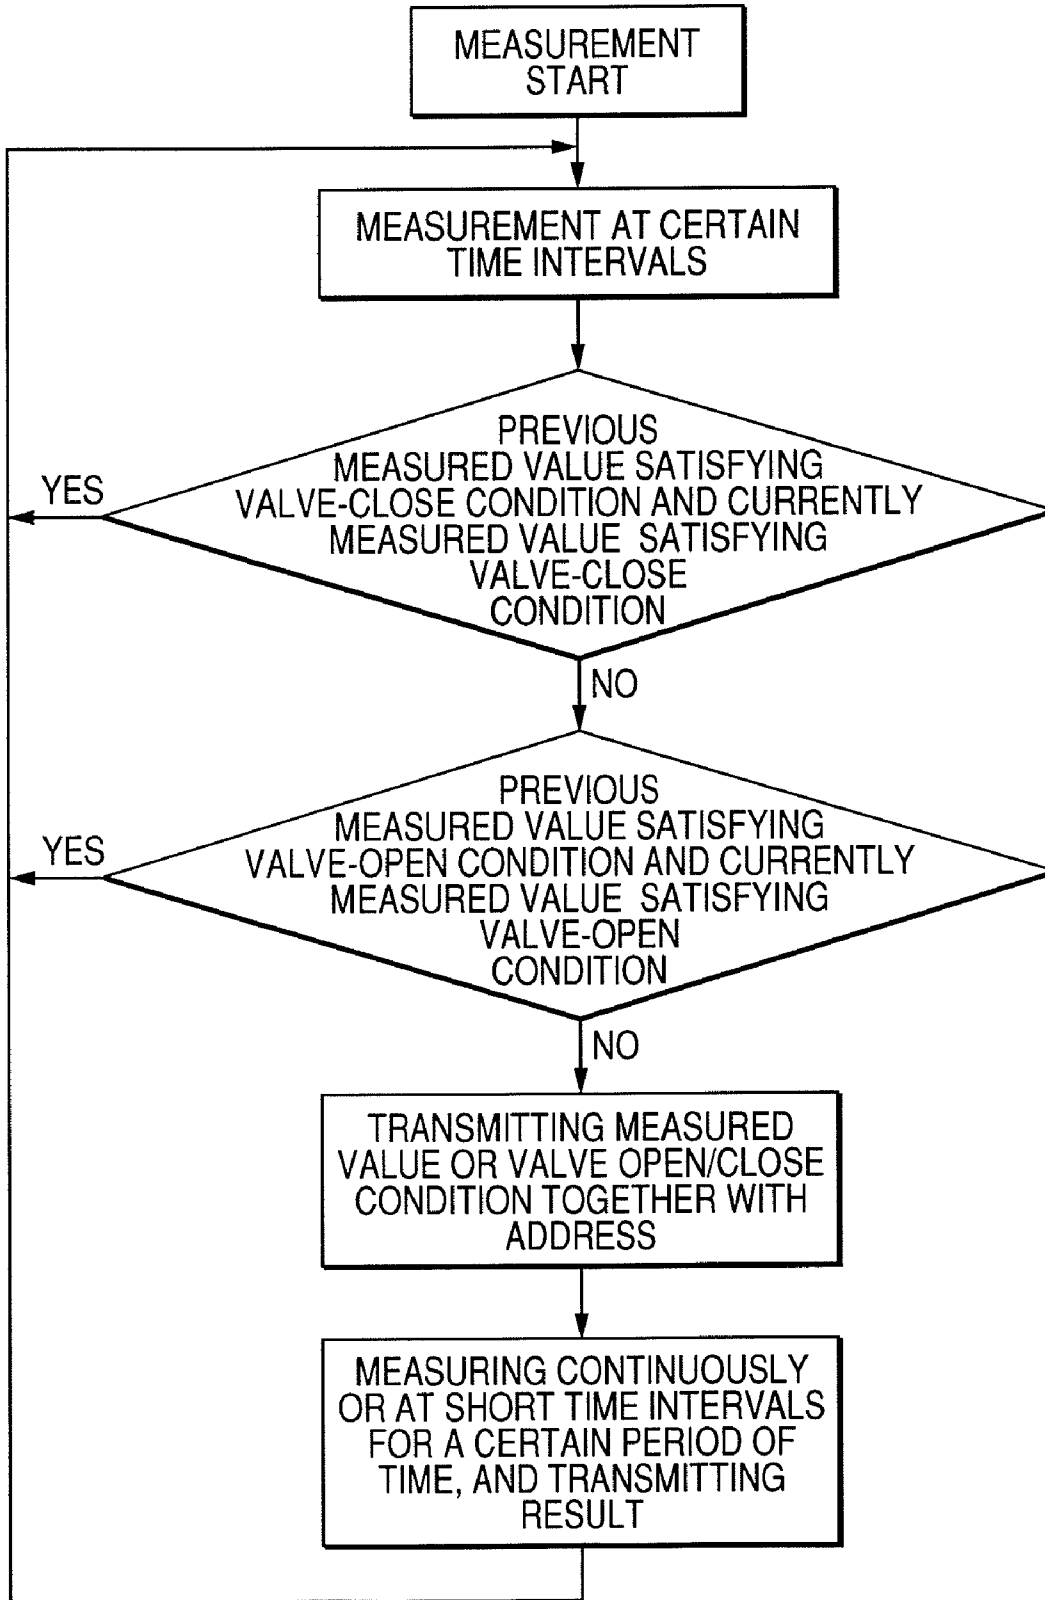 MEASUREMENT
START
MEASUREMENT AT CERTAIN
TIME INTERVALS
PREVIOUS
MEASURED VALUE SATISFYING
VALVE-CLOSE CONDITION AND CURRENTLY
MEASURED VALUE SATISFYING
VALVE-CLOSE
CONDITION
YES
NO
PREVIOUS
MEASURED VALUE SATISFYING
VALVE-OPEN CONDITION AND CURRENTLY
MEASURED VALUE SATISFYING
VALVE-OPEN
CONDITION
YES
NO
TRANSMITTING MEASURED
VALUE OR VALVE OPEN/CLOSE
CONDITION TOGETHER WITH
ADDRESS
MEASURING CONTINUOUSLY
OR AT SHORT TIME INTERVALS
FOR A CERTAIN PERIOD OF
TIME, AND TRANSMITTING
RESULT